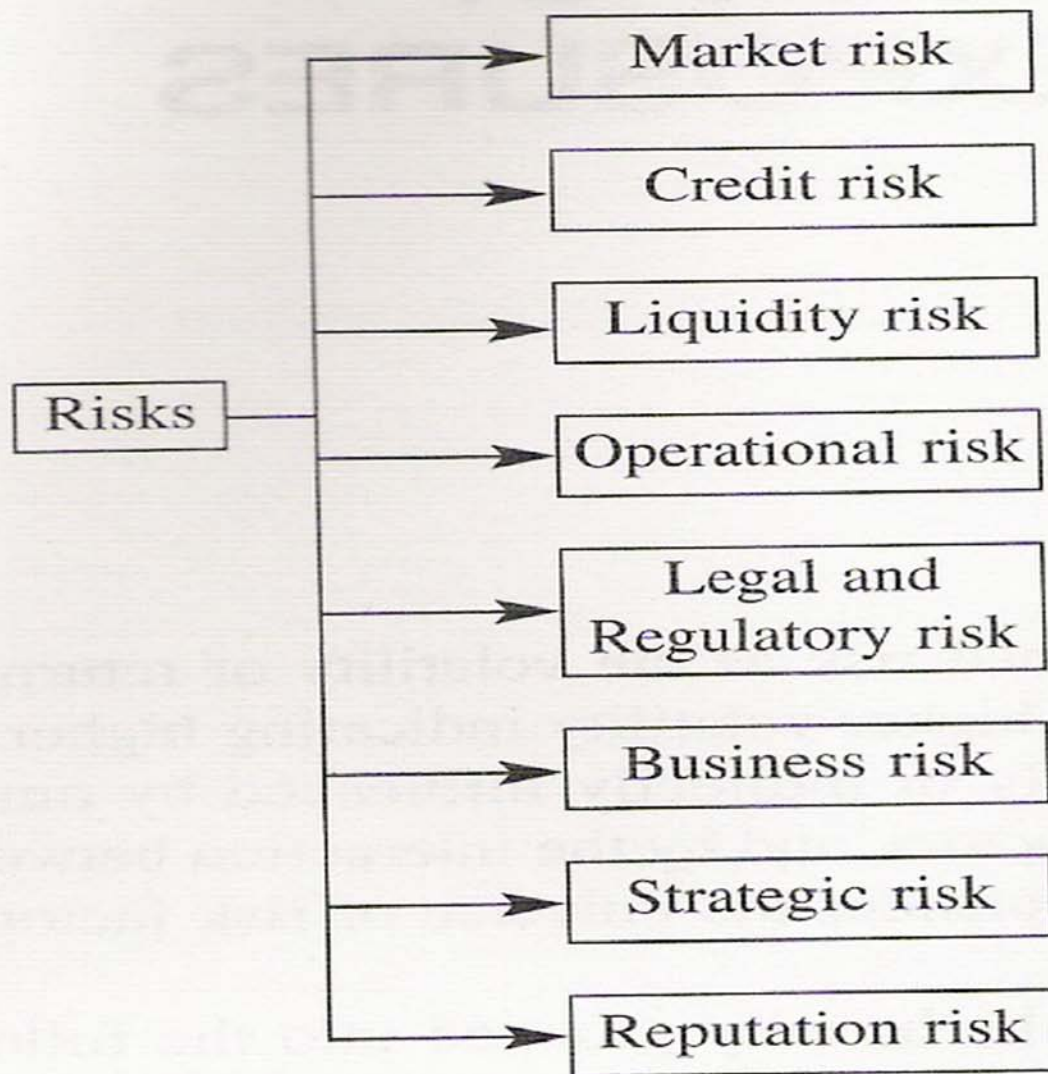 Market risk
Credit risk
Liquidity risk
Risks
Operational risk
Legal and
Regulatory risk
Business risk
Strategic risk
Reputation risk